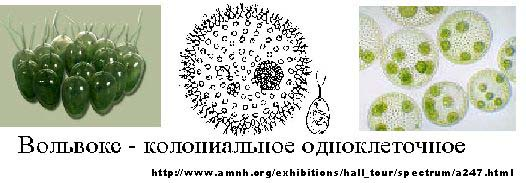 Вольвокс - колониальное одноклеточное
http://www.amnh.org/exhibitions/hall_tour/spectrum/a247.html